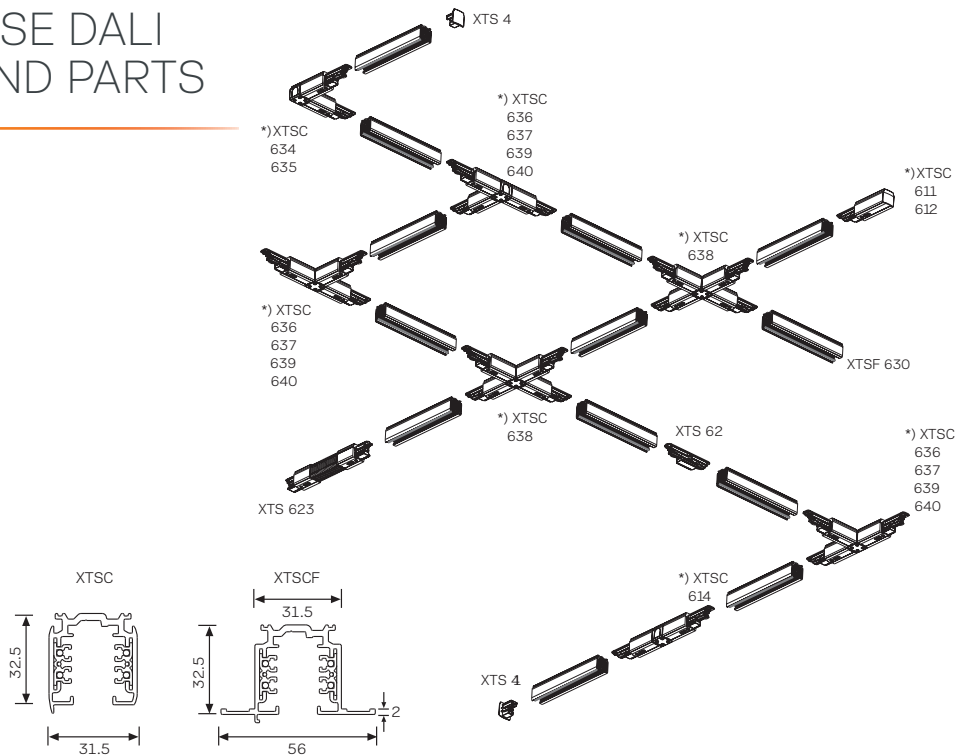 SE DALI
ND PARTS
XTS 4
*)XTSC
634
635
*) XTSC
636
637
639
640
*)XTSC
611
612
*) XTSC
638
*) XTSC
636
637
639
640
XTSF 630
*) XTSC
638
XTS 62
*) XTSC
636
637
639
640
XTS 623
*) XTSC
614
XTS 4
XTSC
32.5
31.5
XTSCF
31.5
32.5
2
56